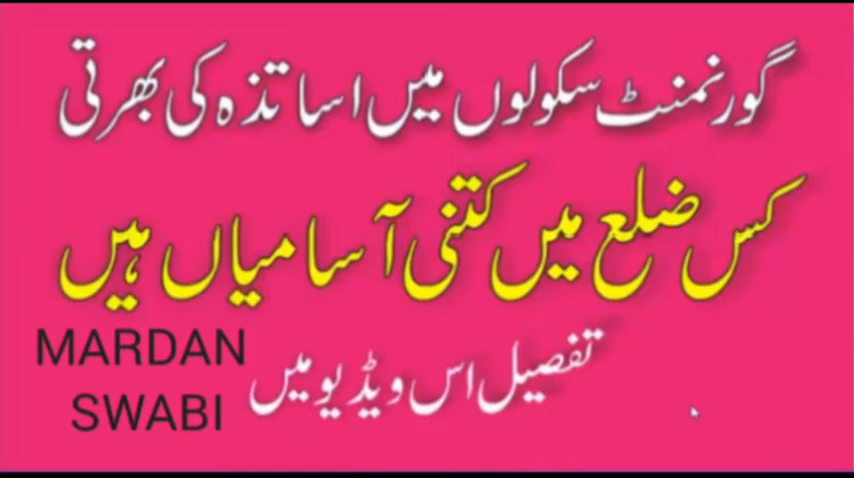 گورنمنٹ سکولوں میں اساتذہ کی بھرتی
کس ضلع میں کتنی آسامیاں ہیں
تفصیل اس ویڈیو میں
MARDAN
SWABI